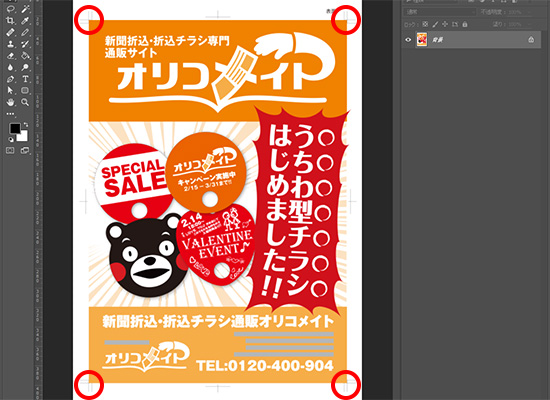 新聞折込・折込チラシ専門
通販サイト
オリコメイト
○○○○○○○
うちわ型チラシ
はじめました!!
SPECIAL
SALE
オリコメイト
キャンペーン実施中
2/15 ~ 3/31まで!!
2.14
VALENTINE
EVENT
新聞折込・折込チラシ通販オリコメイト
オリコメイト
TEL:0120-400-904
背景